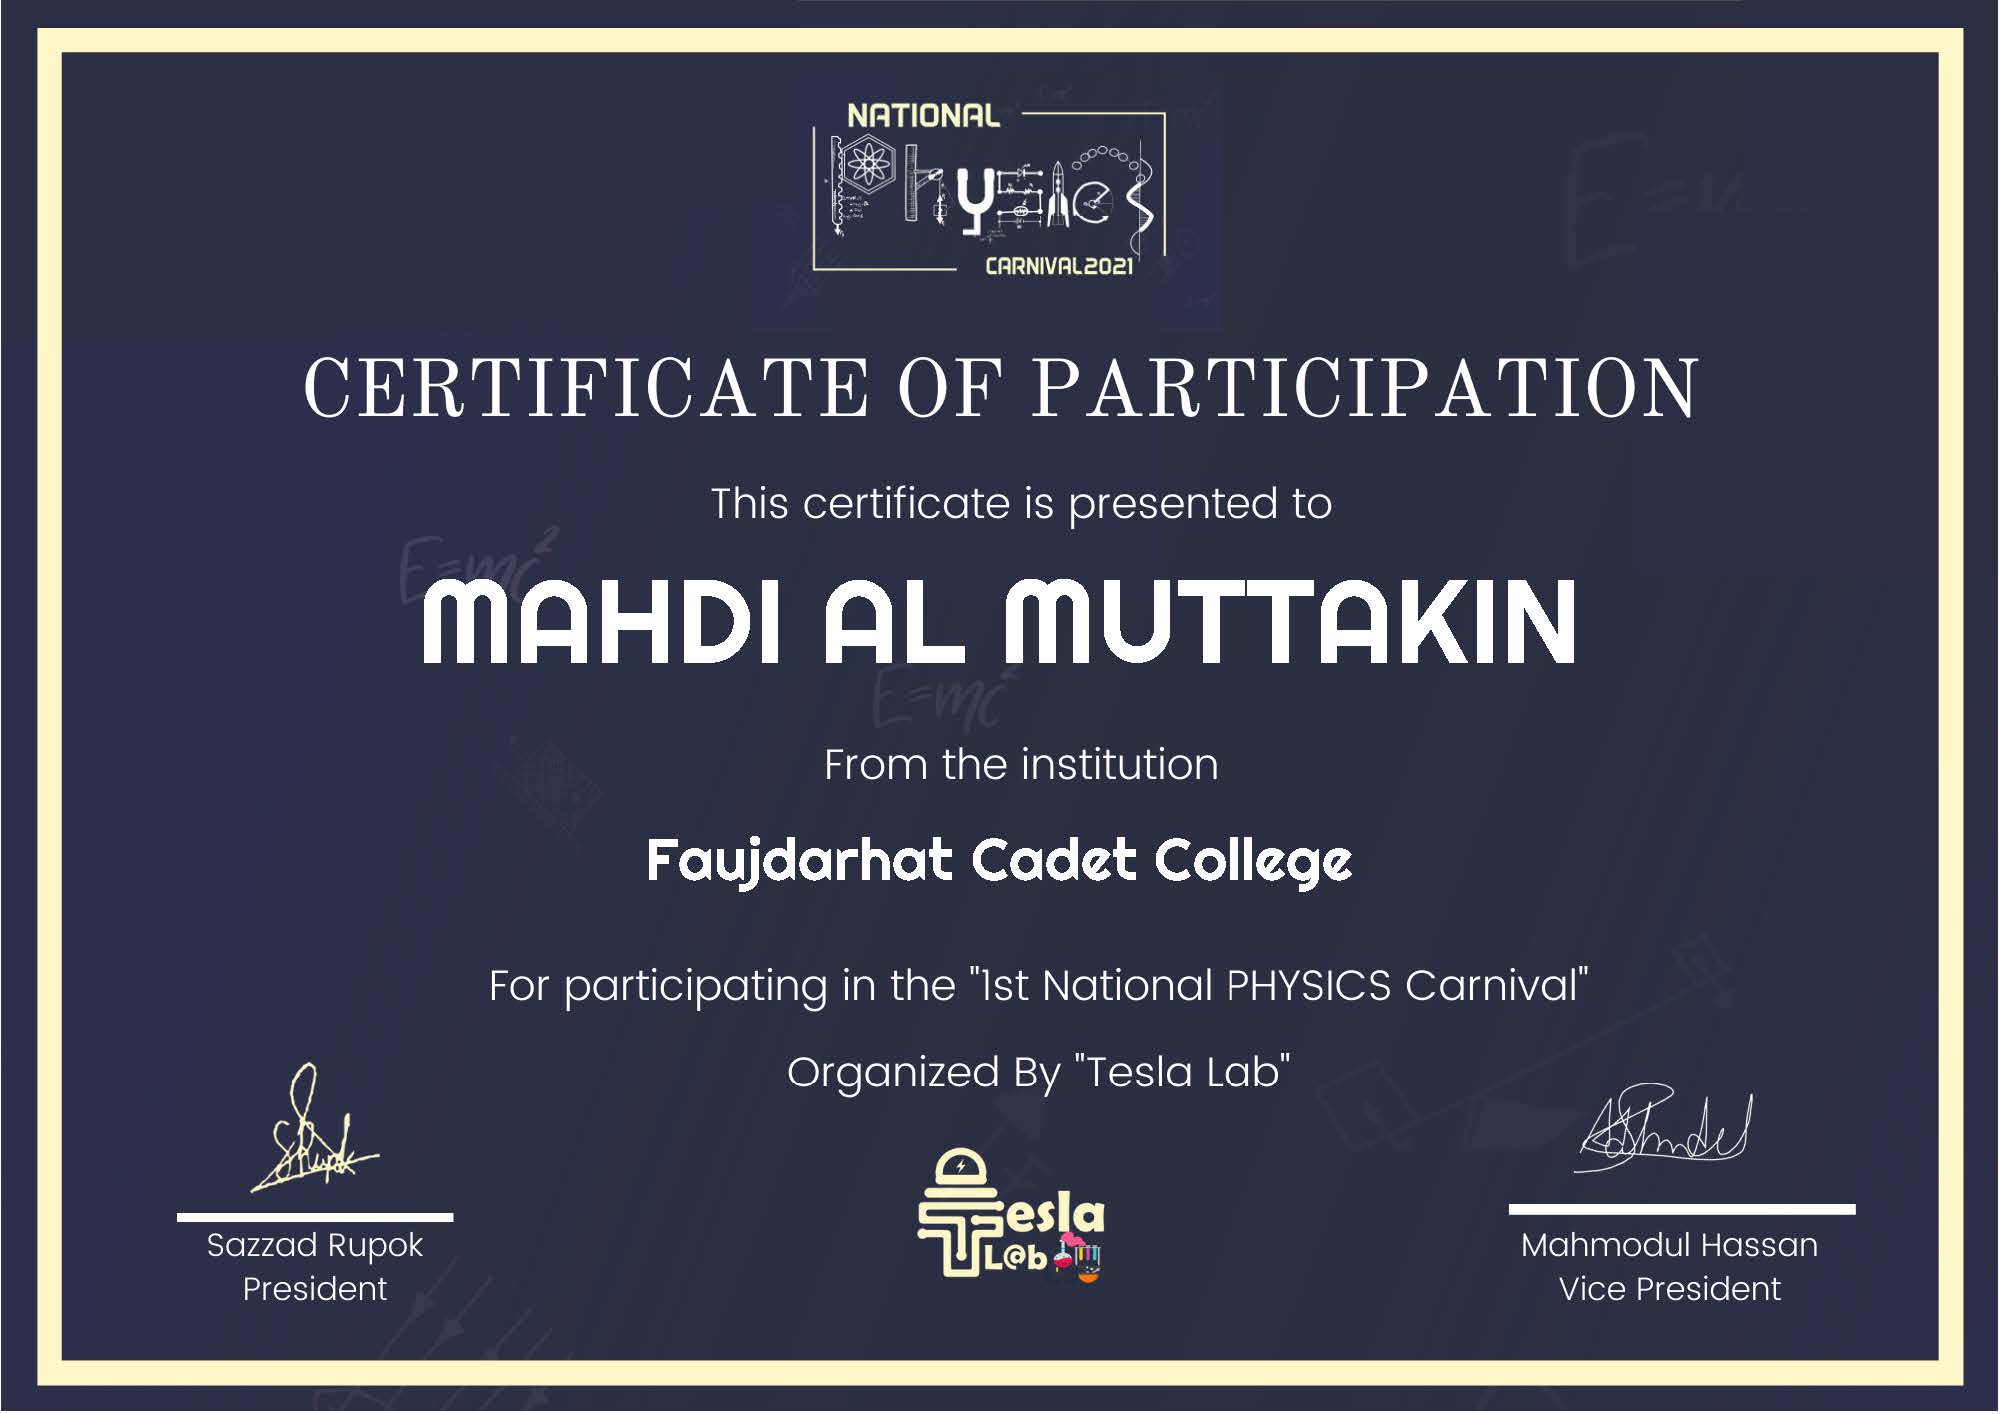 NATIONAL
Physics
CARNIVAL2021
CERTIFICATE OF PARTICIPATION
This certificate is presented to
E=mc²
MAHDI AL MUTTAKIN
E=mc²
From the institution
Faujdarhat Cadet College
For participating in the "1st National PHYSICS Carnival"
Organized By "Tesla Lab"
Tesla
L@b
Sazzad Rupok
President
Mahmodul Hassan
Vice President